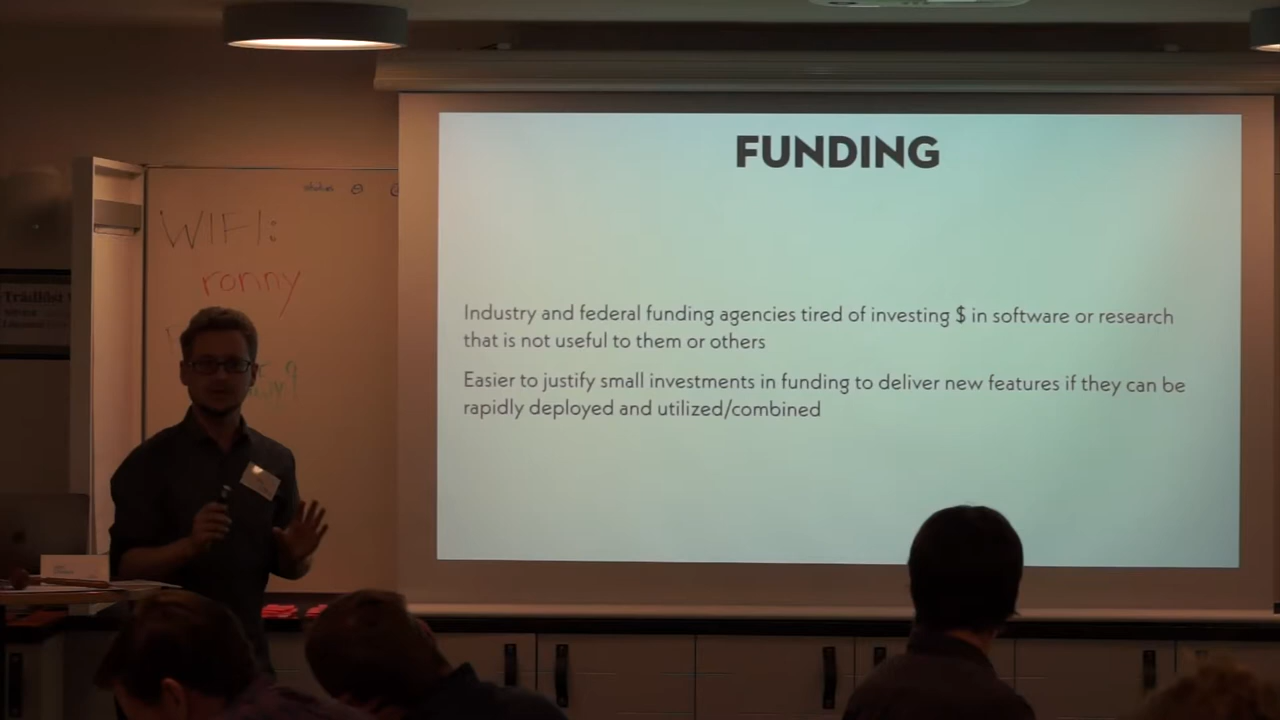 FUNDING
Industry and federal funding agencies tired of investing $ in software or research
that is not useful to them or others
Easier to justify small investments in funding to deliver new features if they can be
rapidly deployed and utilized/combined
WIFI:
ronny